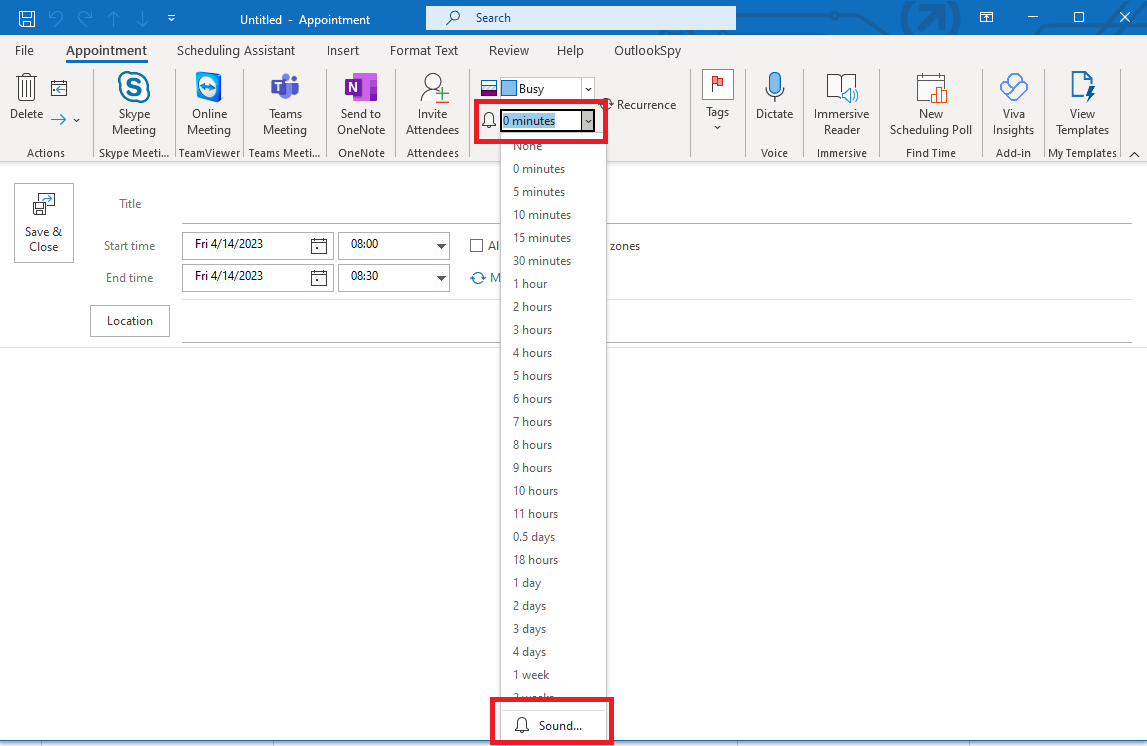 Untitled - Appointment
Search
File Appointment Scheduling Assistant Insert Format Text Review Help OutlookSpy
Delete
Skype Meeting
Online Meeting
Teams Meeting
Send to OneNote
Invite Attendees
Busy
0 minutes
Recurrence
Tags
Dictate
Immersive Reader
New Scheduling Poll
Viva Insights
View Templates
Actions Skype Meeti... TeamViewer Teams Meeti... OneNote Attendees Voice Immersive Find Time Add-in My Templates
None
0 minutes
5 minutes
10 minutes
15 minutes
30 minutes
1 hour
2 hours
3 hours
4 hours
5 hours
6 hours
7 hours
8 hours
9 hours
10 hours
11 hours
0.5 days
18 hours
1 day
2 days
3 days
4 days
1 week
2 weeks
Sound...
Save & Close
Title
Start time Fri 4/14/2023 08:00 Al zones
End time Fri 4/14/2023 08:30 M
Location